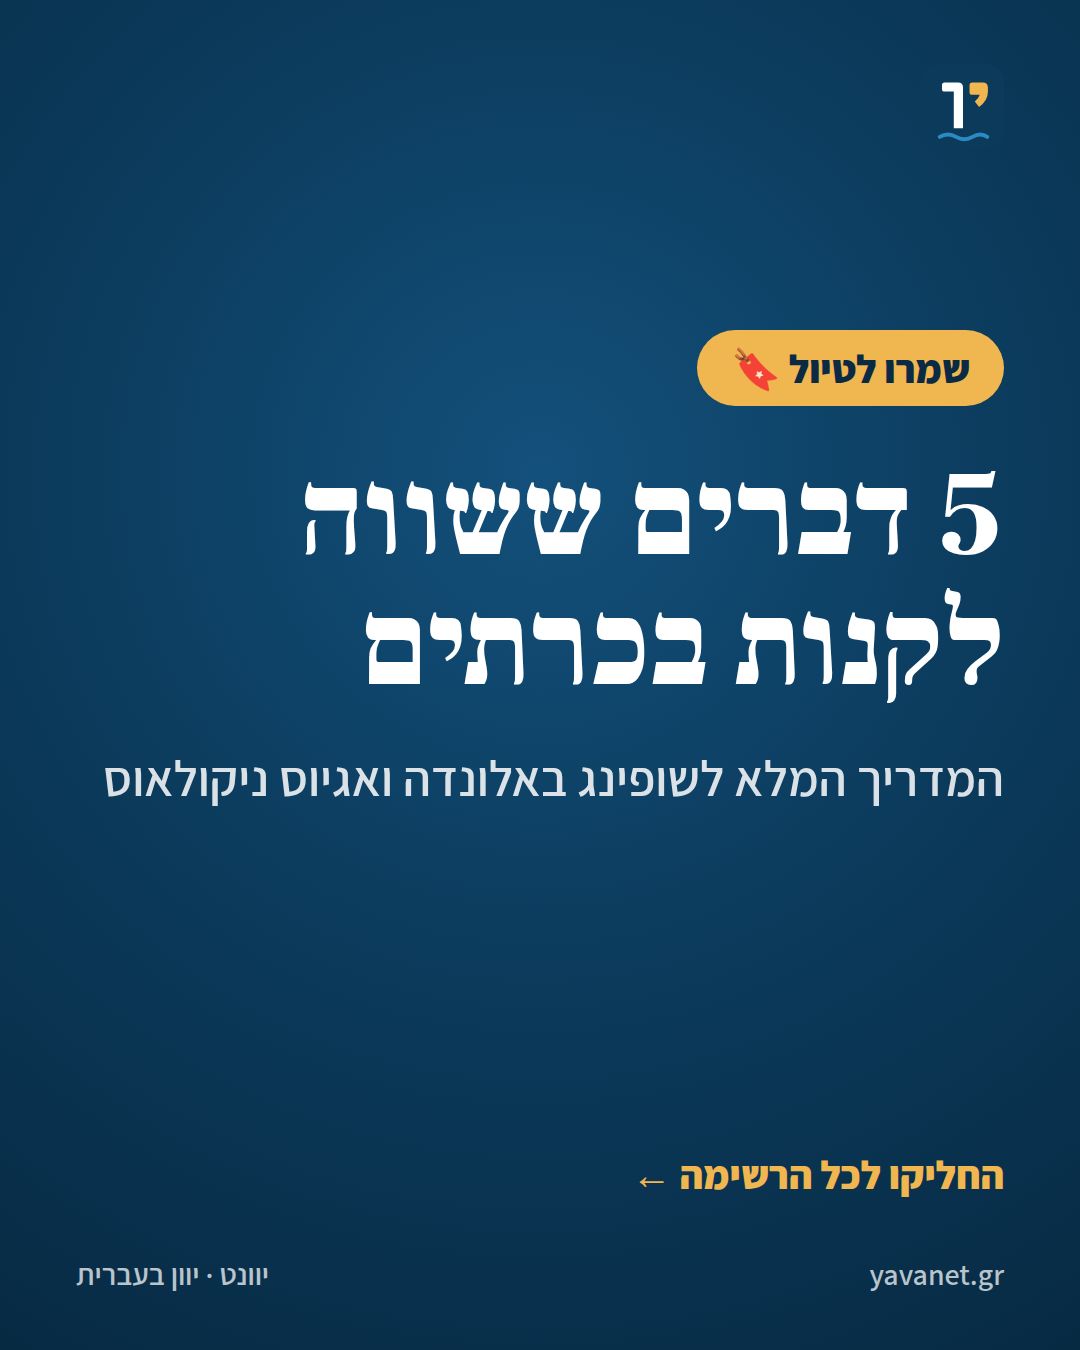 יו
שמרו לטיול 🔖
5 דברים ששווה
לקנות בכרתים
המדריך המלא לשופינג באלונדה ואגיוס ניקולאוס
החליקו לכל הרשימה ←
yavanet.gr
יוונט · יוון בעברית